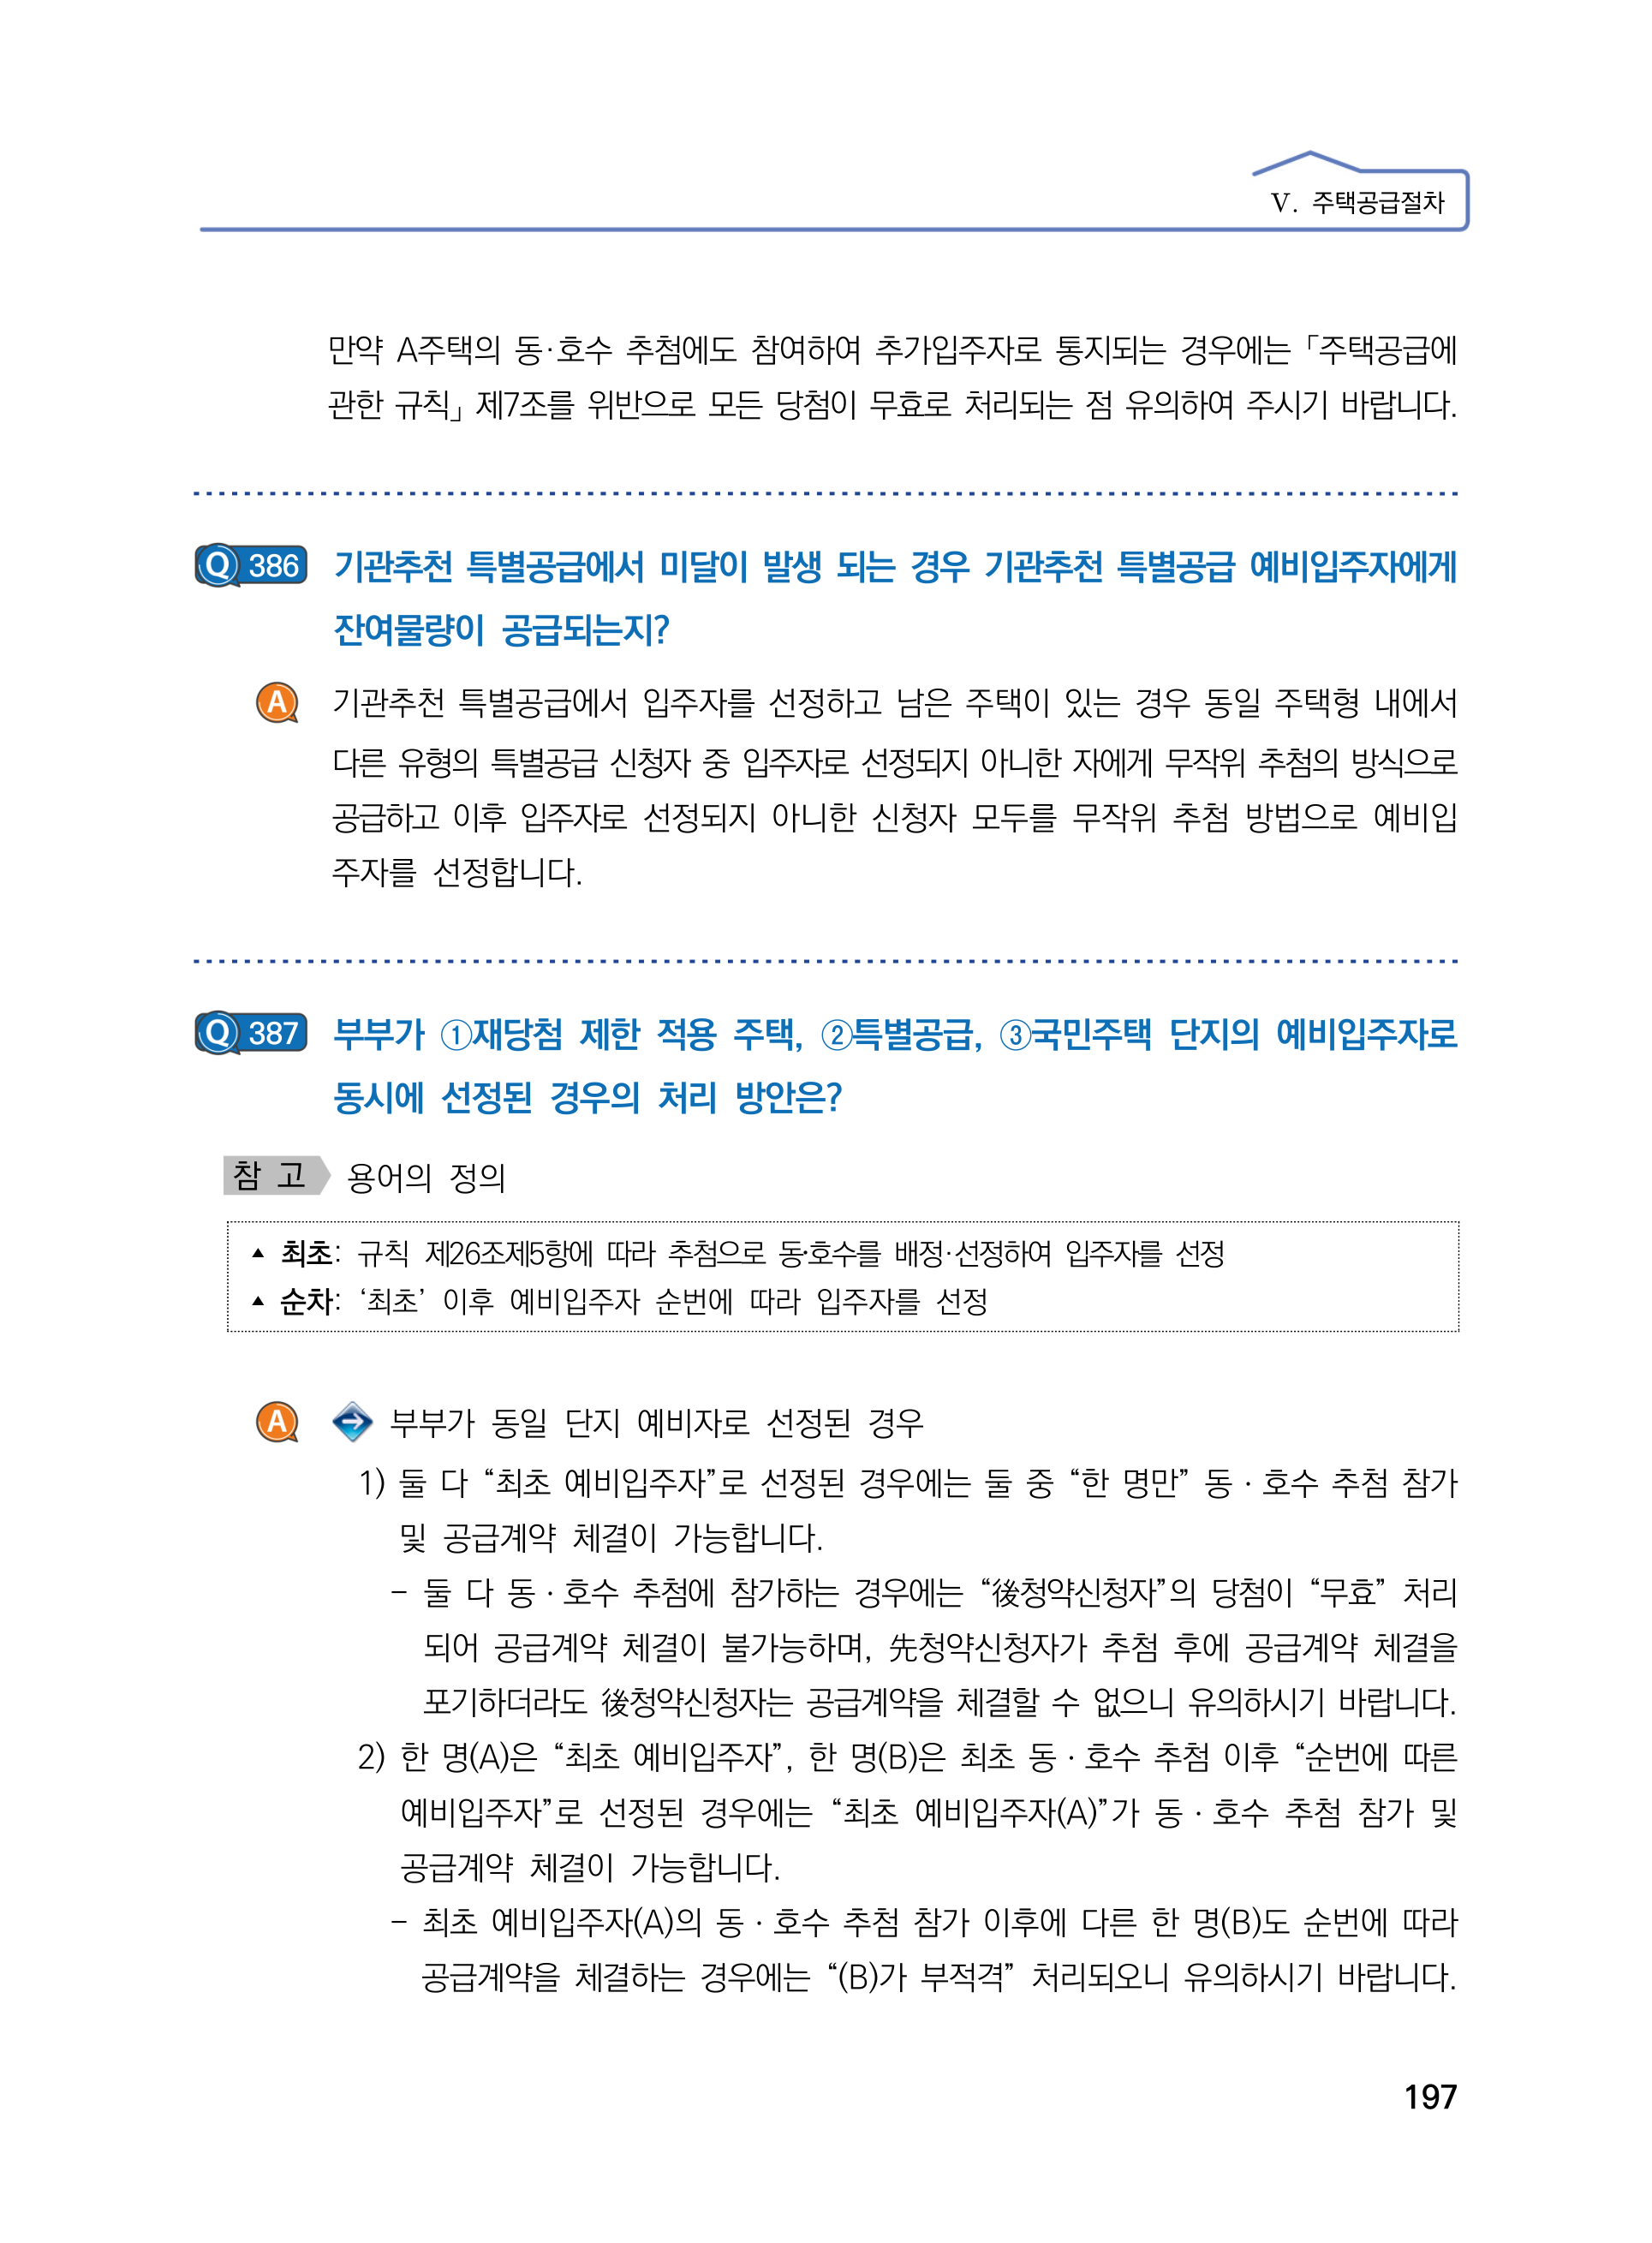 Ⅴ. 주택공급절차
만약 A주택의 동·호수 추첨에도 참여하여 추가입주자로 통지되는 경우에는 「주택공급에
관한 규칙」 제7조를 위반으로 모든 당첨이 무효로 처리되는 점 유의하여 주시기 바랍니다.
Q 386 기관추천 특별공급에서 미달이 발생 되는 경우 기관추천 특별공급 예비입주자에게
잔여물량이 공급되는지?
A 기관추천 특별공급에서 입주자를 선정하고 남은 주택이 있는 경우 동일 주택형 내에서
다른 유형의 특별공급 신청자 중 입주자로 선정되지 아니한 자에게 무작위 추첨의 방식으로
공급하고 이후 입주자로 선정되지 아니한 신청자 모두를 무작위 추첨 방법으로 예비입
주자를 선정합니다.
Q 387 부부가 ①재당첨 제한 적용 주택, ②특별공급, ③국민주택 단지의 예비입주자로
동시에 선정된 경우의 처리 방안은?
참 고 용어의 정의
▲ 최초: 규칙 제26조제5항에 따라 추첨으로 동·호수를 배정·선정하여 입주자를 선정
▲ 순차: ‘최초’ 이후 예비입주자 순번에 따라 입주자를 선정
A 부부가 동일 단지 예비자로 선정된 경우
1) 둘 다 “최초 예비입주자”로 선정된 경우에는 둘 중 “한 명만” 동 · 호수 추첨 참가
및 공급계약 체결이 가능합니다.
- 둘 다 동 · 호수 추첨에 참가하는 경우에는 “後청약신청자”의 당첨이 “무효” 처리
되어 공급계약 체결이 불가능하며, 先청약신청자가 추첨 후에 공급계약 체결을
포기하더라도 後청약신청자는 공급계약을 체결할 수 없으니 유의하시기 바랍니다.
2) 한 명(A)은 “최초 예비입주자”, 한 명(B)은 최초 동 · 호수 추첨 이후 “순번에 따른
예비입주자”로 선정된 경우에는 “최초 예비입주자(A)”가 동 · 호수 추첨 참가 및
공급계약 체결이 가능합니다.
- 최초 예비입주자(A)의 동 · 호수 추첨 참가 이후에 다른 한 명(B)도 순번에 따라
공급계약을 체결하는 경우에는 “(B)가 부적격” 처리되오니 유의하시기 바랍니다.
197